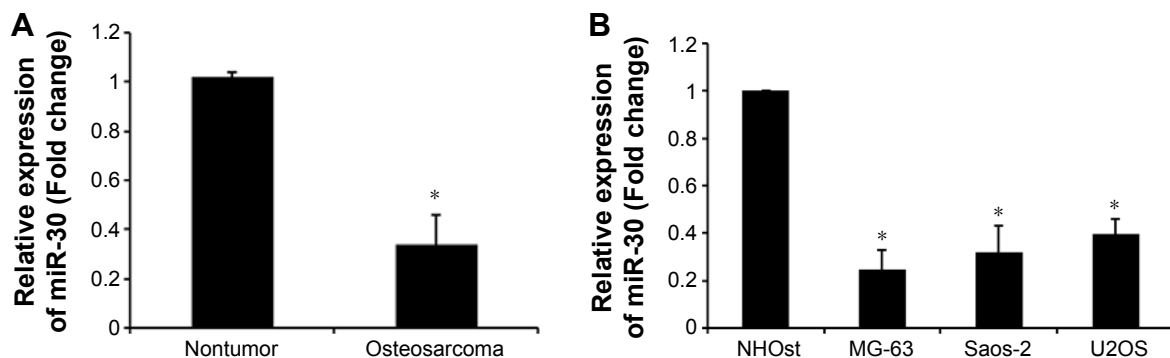 A
Relative expression
of miR-30 (Fold change)
1.2
1
0.8
0.6
0.4
0.2
0
*
Nontumor Osteosarcoma
B
Relative expression
of miR-30 (Fold change)
1.2
1
0.8
0.6
0.4
0.2
0
*
*
*
NHOst MG-63 Saos-2 U2OS